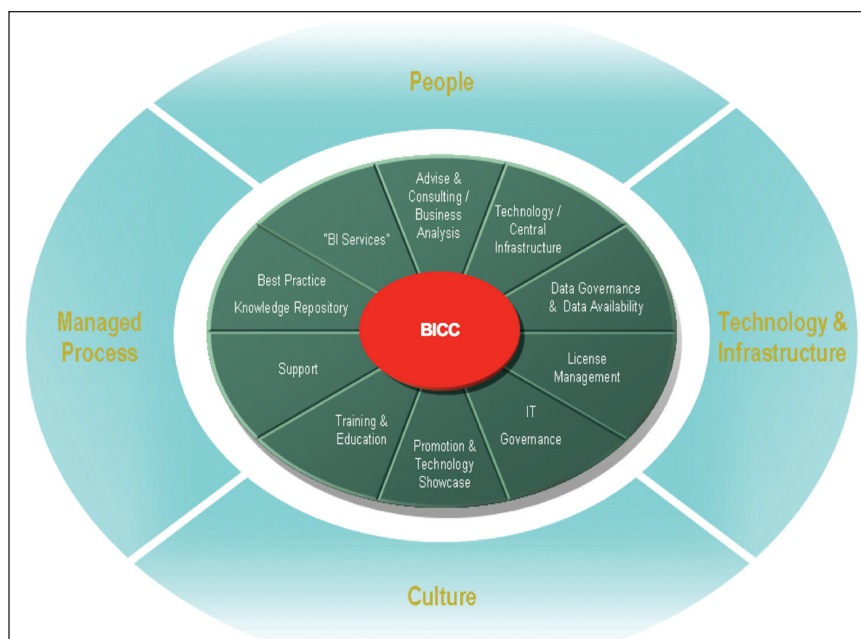 People
Advise &
Consulting /
Business
Analysis
Technology /
Central
Infrastructure
"BI Services"
Best Practice
Knowledge Repository
Data Governance
& Data Availability
Managed
Process
BICC
Technology &
Infrastructure
Support
License
Management
Training &
Education
IT
Governance
Promotion &
Technology
Showcase
Culture